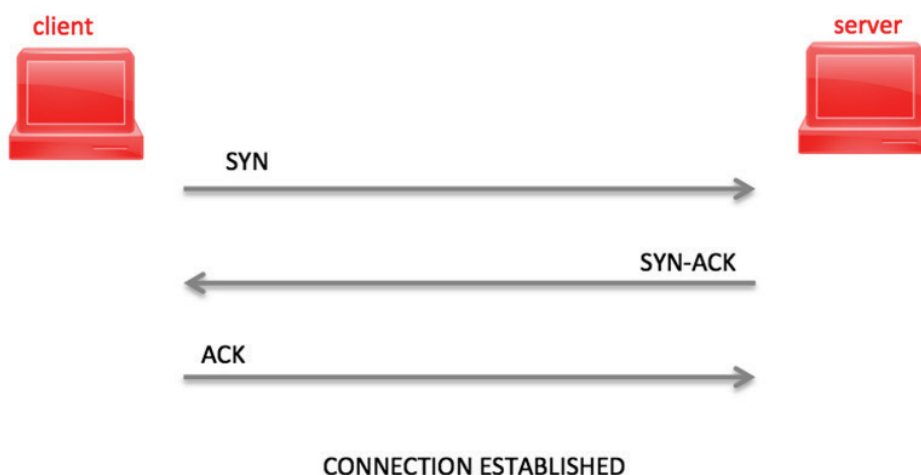 client
server
SYN
SYN-ACK
ACK
CONNECTION ESTABLISHED